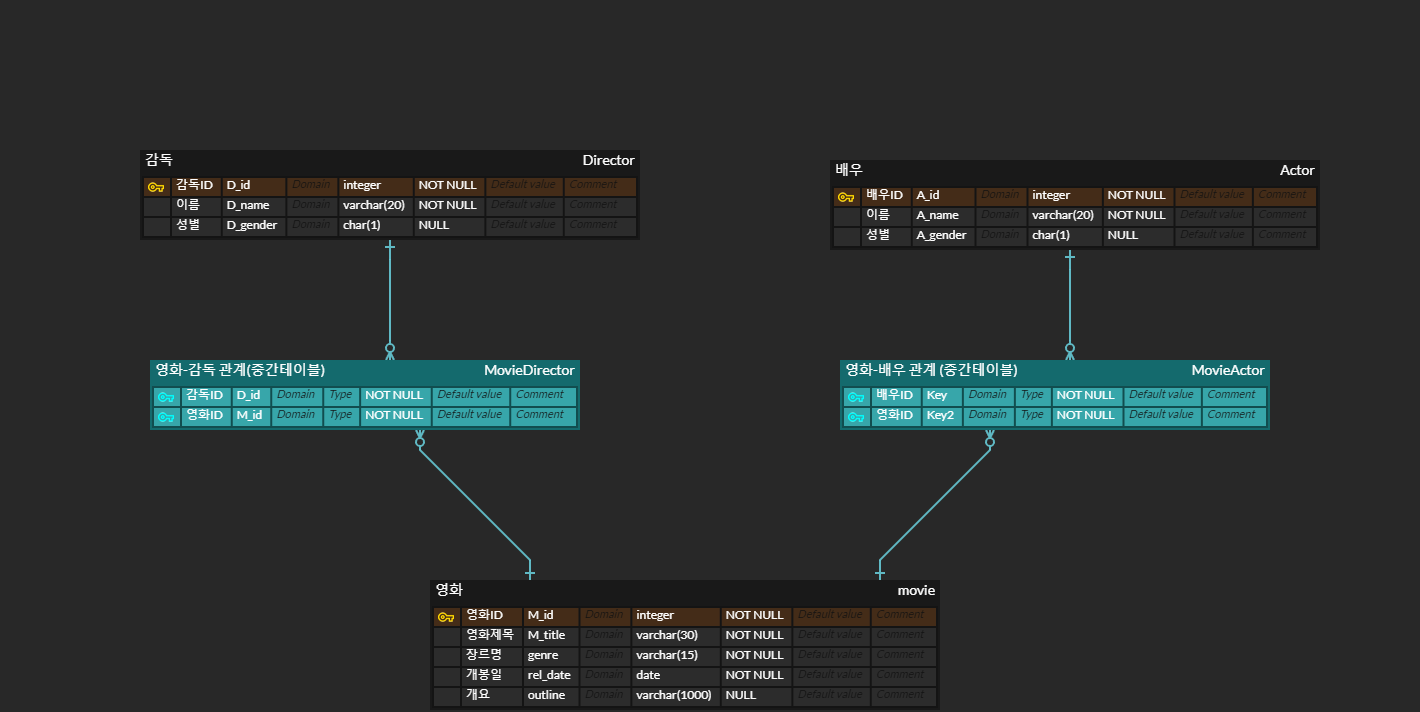 감독 Director
감독ID D_id Domain integer NOT NULL Default value Comment
이름 D_name Domain varchar(20) NOT NULL Default value Comment
성별 D_gender Domain char(1) NULL Default value Comment
배우 Actor
배우ID A_id Domain integer NOT NULL Default value Comment
이름 A_name Domain varchar(20) NOT NULL Default value Comment
성별 A_gender Domain char(1) NULL Default value Comment
영화-감독 관계(중간테이블) MovieDirector
감독ID D_id Domain Type NOT NULL Default value Comment
영화ID M_id Domain Type NOT NULL Default value Comment
영화-배우 관계 (중간테이블) MovieActor
배우ID Key Domain Type NOT NULL Default value Comment
영화ID Key2 Domain Type NOT NULL Default value Comment
영화 movie
영화ID M_id Domain integer NOT NULL Default value Comment
영화제목 M_title Domain varchar(30) NOT NULL Default value Comment
장르명 genre Domain varchar(15) NOT NULL Default value Comment
개봉일 rel_date Domain date NOT NULL Default value Comment
개요 outline Domain varchar(1000) NULL Default value Comment